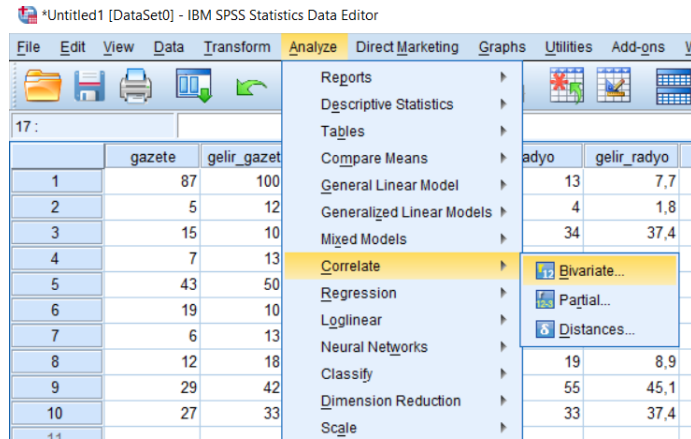 *Untitled1 [DataSet0] - IBM SPSS Statistics Data Editor
File Edit View Data Transform Analyze Direct Marketing Graphs Utilities Add-ons
17 :
Reports
Descriptive Statistics
Tables
Compare Means
General Linear Model
Generalized Linear Models
Mixed Models
Correlate
Regression
Loglinear
Neural Networks
Classify
Dimension Reduction
Scale
Bivariate...
Partial...
Distances...
gazete gelir_gazet adyo gelir_radyo
1 87 100 13 7,7
2 5 12 4 1,8
3 15 10 34 37,4
4 7 13
5 43 50
6 19 10
7 6 13
8 12 18 19 8,9
9 29 42 55 45,1
10 27 33 33 37,4
11